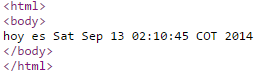 <html>
<body>
hoy es Sat Sep 13 02:10:45 COT 2014
</body>
</html>